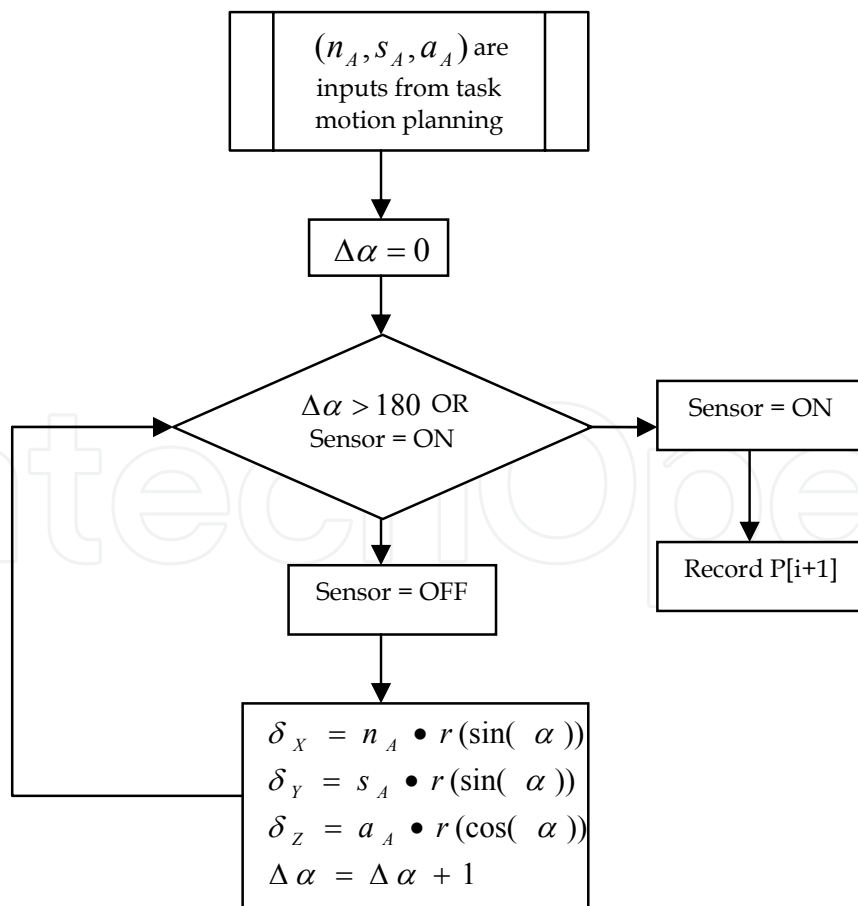 (n_A, s_A, a_A) are
inputs from task
motion planning
Δα = 0
Δα > 180 OR
Sensor = ON
Sensor = ON
Record P[i+1]
Sensor = OFF
δ_X = n_A • r(sin( α))
δ_Y = s_A • r(sin( α))
δ_Z = a_A • r(cos( α))
Δα = Δα + 1
ntechOpe